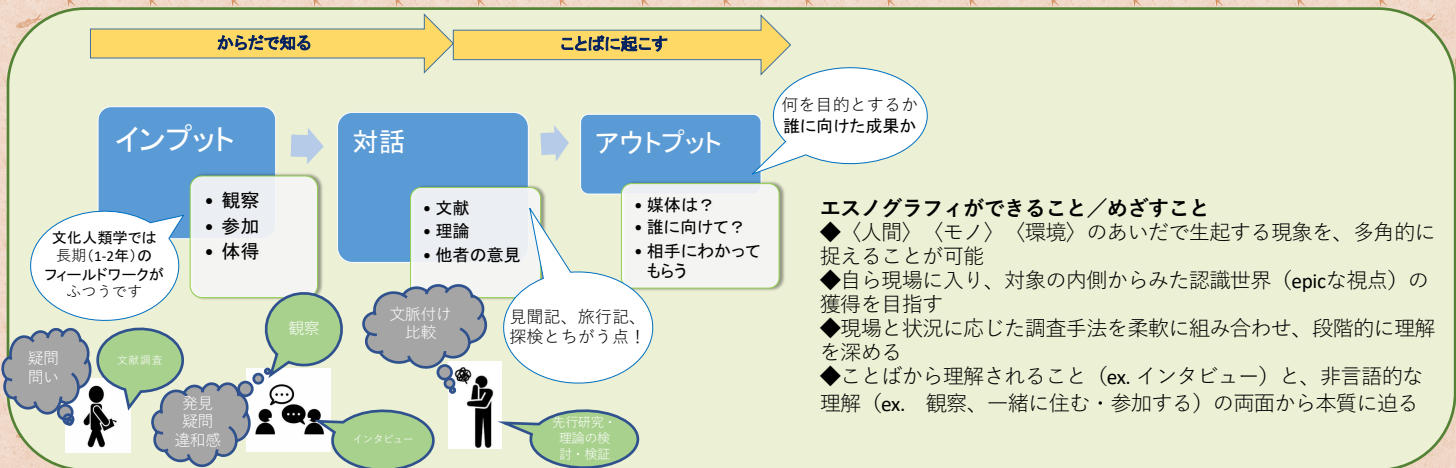 からだで知る
ことばに起こす
何を目的とするか
誰に向けた成果か
インプット
対話
アウトプット
• 観察
• 参加
• 体得
• 文献
• 理論
• 他者の意見
• 媒体は？
• 誰に向けて？
• 相手にわかって
もらう
文化人類学では
長期(1-2年)の
フィールドワークが
ふつうです
見聞記、旅行記、
探検とちがう点！
疑問
問い
文献調査
発見
疑問
違和感
観察
インタビュー
文脈付け
比較
先行研究・
理論の検
討・検証
エスノグラフィができること／めざすこと
◆〈人間〉〈モノ〉〈環境〉のあいだで生起する現象を、多角的に
捉えることが可能
◆自ら現場に入り、対象の内側からみた認識世界（epicな視点）の
獲得を目指す
◆現場と状況に応じた調査手法を柔軟に組み合わせ、段階的に理解
を深める
◆ことばから理解されること（ex. インタビュー）と、非言語的な
理解（ex.　観察、一緒に住む・参加する）の両面から本質に迫る